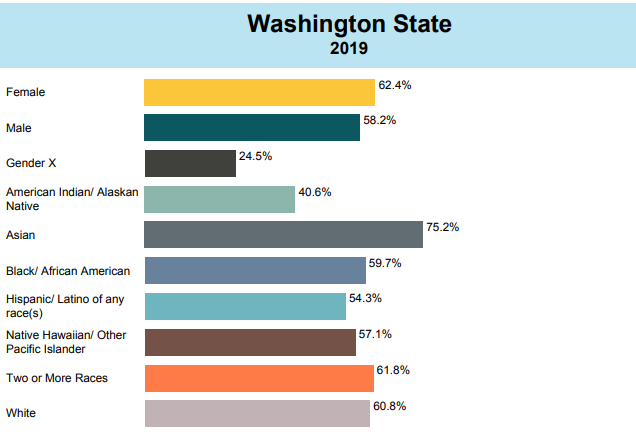 Washington State
2019
Female
62.4%
Male
58.2%
Gender X
24.5%
American Indian/ Alaskan
Native
40.6%
Asian
75.2%
Black/ African American
59.7%
Hispanic/ Latino of any
race(s)
54.3%
Native Hawaiian/ Other
Pacific Islander
57.1%
Two or More Races
61.8%
White
60.8%